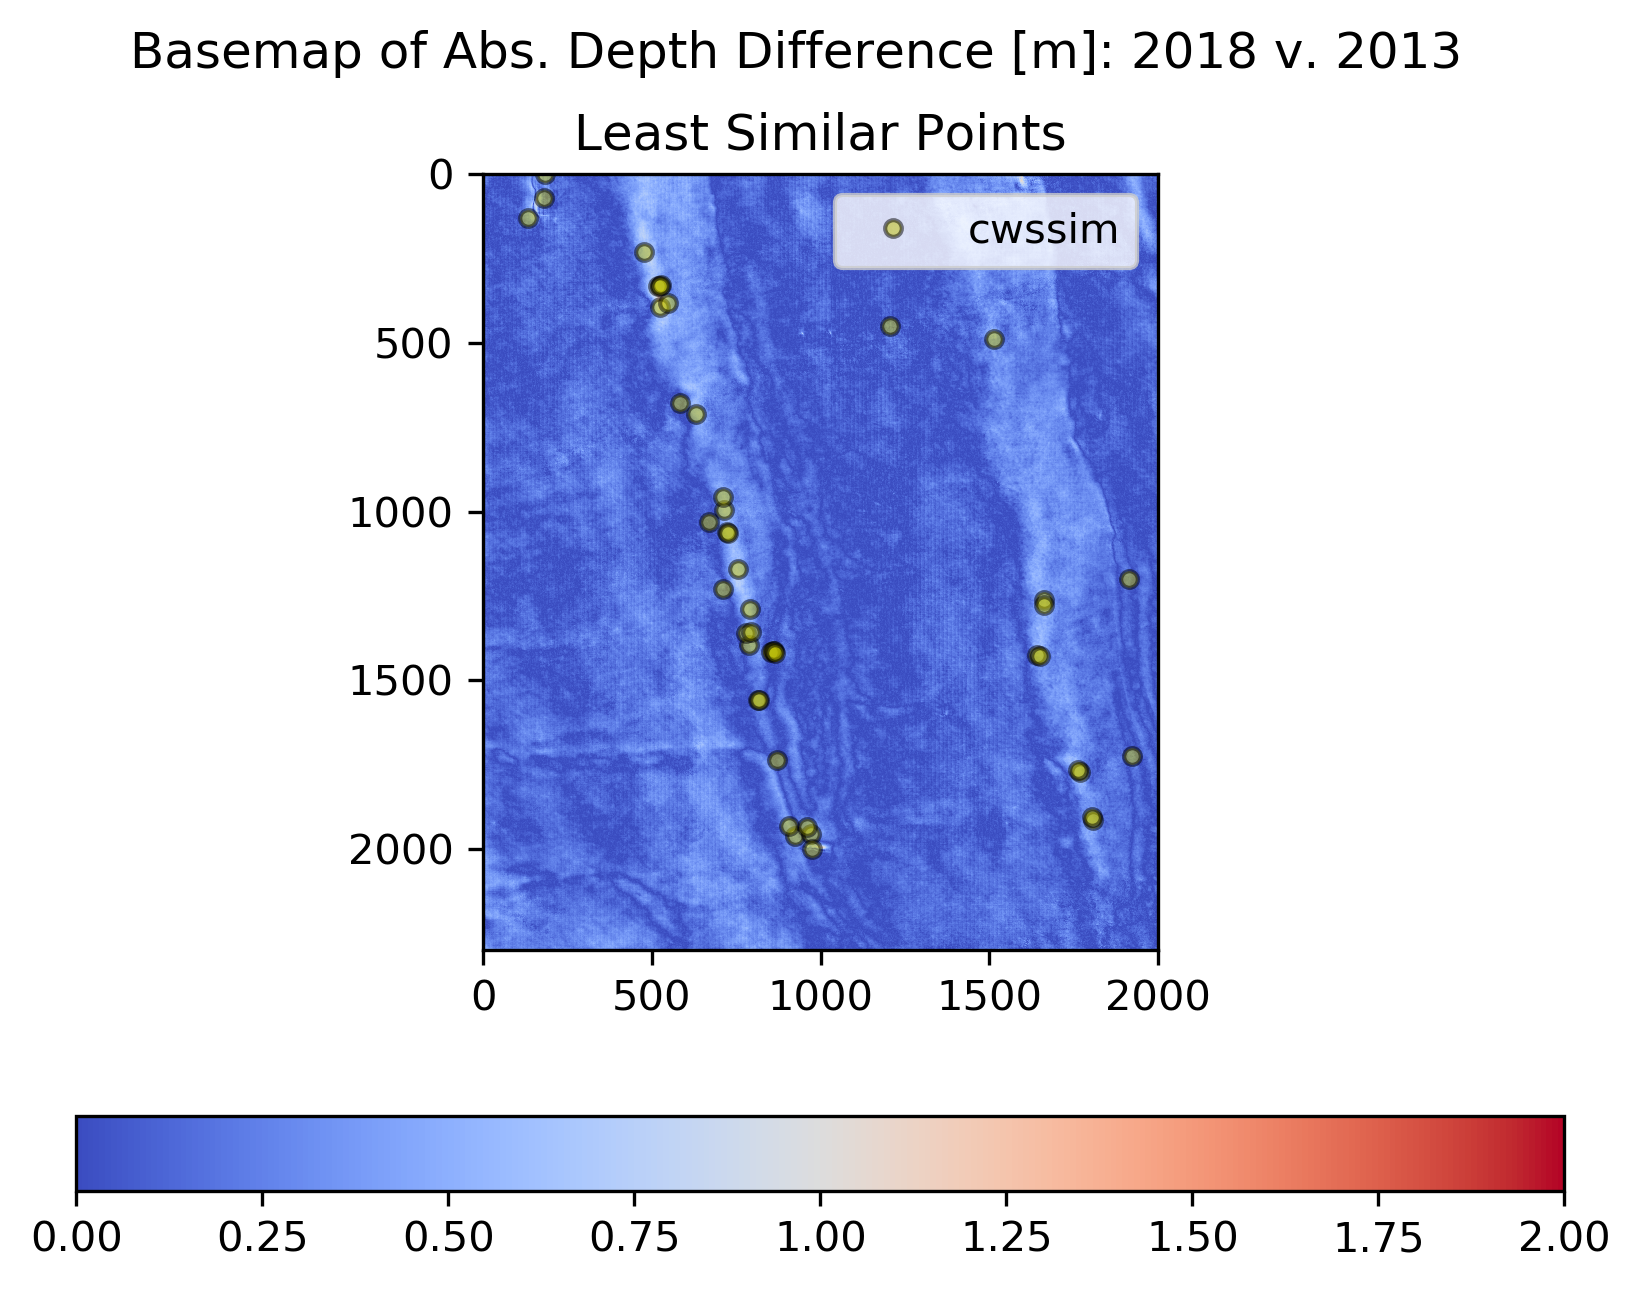 Basemap of Abs. Depth Difference [m]: 2018 v. 2013
Least Similar Points
cwssim
0
500
1000
1500
2000
0 500 1000 1500 2000
0.00 0.25 0.50 0.75 1.00 1.25 1.50 1.75 2.00